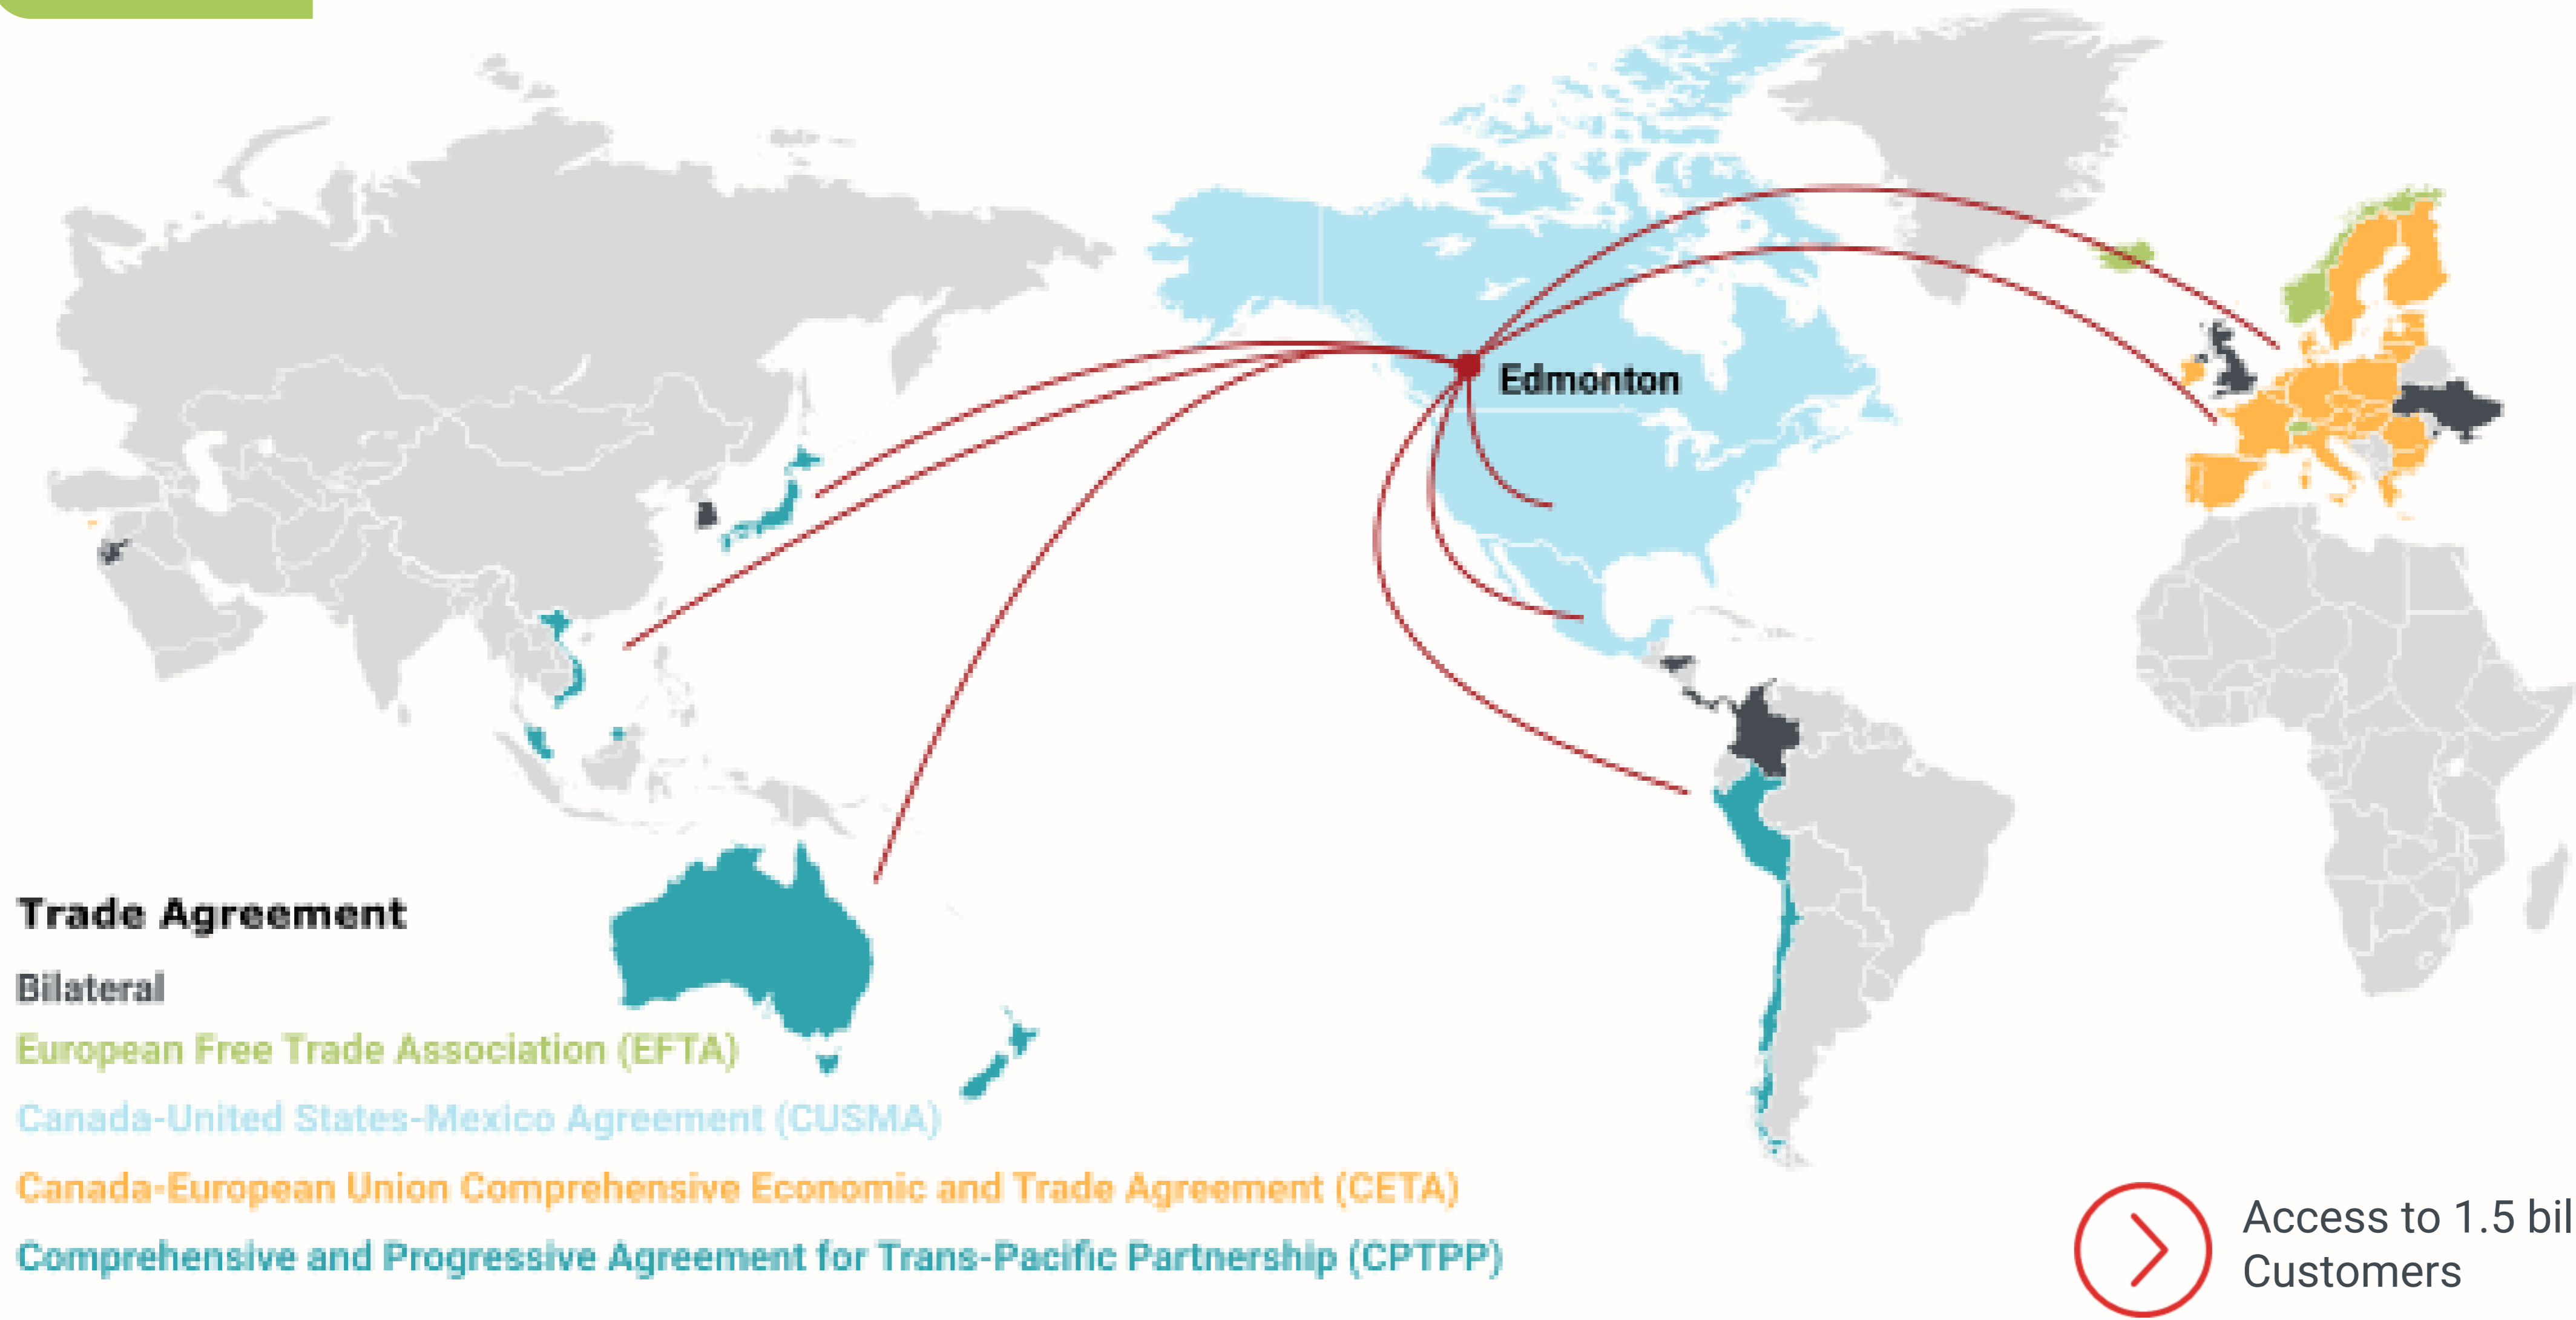 Edmonton
Trade Agreement
Bilateral
European Free Trade Association (EFTA)
Canada-United States-Mexico Agreement (CUSMA)
Canada-European Union Comprehensive Economic and Trade Agreement (CETA)
Comprehensive and Progressive Agreement for Trans-Pacific Partnership (CPTPP)
Access to 1.5 bil
Customers